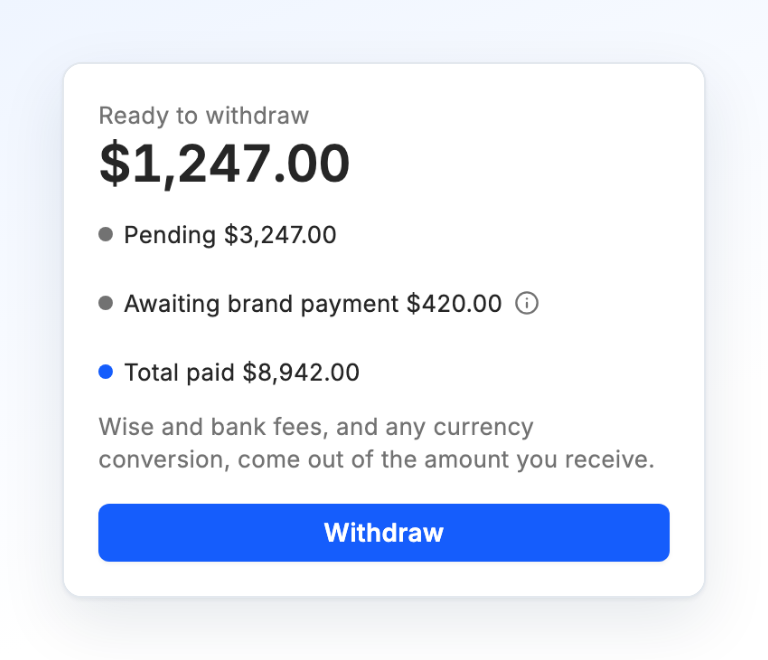 Ready to withdraw
$1,247.00
Pending $3,247.00
Awaiting brand payment $420.00
Total paid $8,942.00
Wise and bank fees, and any currency
conversion, come out of the amount you receive.
Withdraw